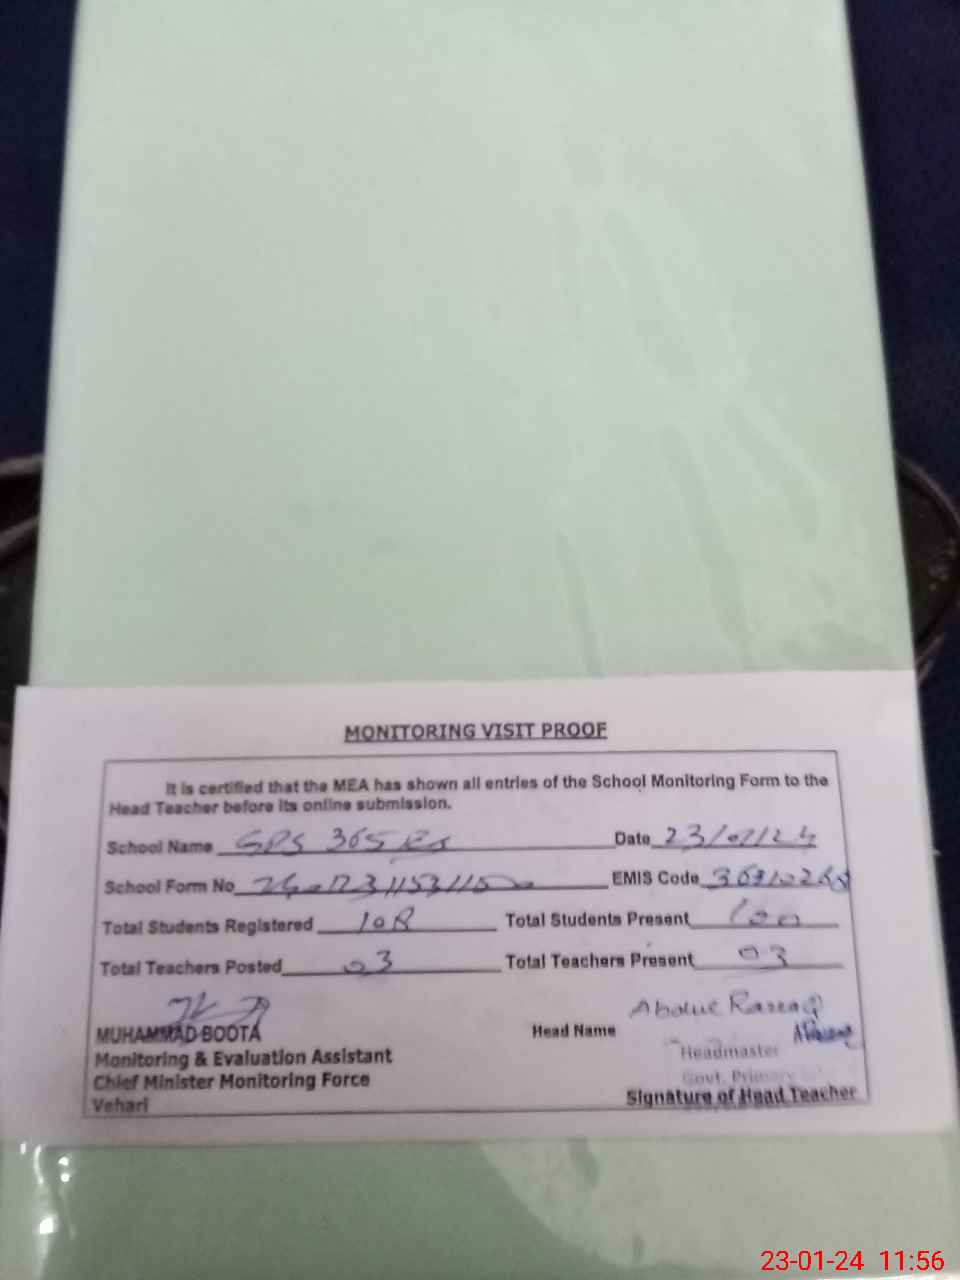 MONITORING VISIT PROOF
It is certified that the MEA has shown all entries of the School Monitoring Form to the
Head Teacher before its online submission.
School Name GPS 365 EB Date 23/01/24
School Form No EMIS Code
Total Students Registered 108 Total Students Present 100
Total Teachers Posted 03 Total Teachers Present 03
MUHAMMAD BOOTA Head Name Abdul Razzaq
Monitoring & Evaluation Assistant Headmaster
Chief Minister Monitoring Force Govt. Primary
Vehari Signature of Head Teacher
23-01-24 11:56